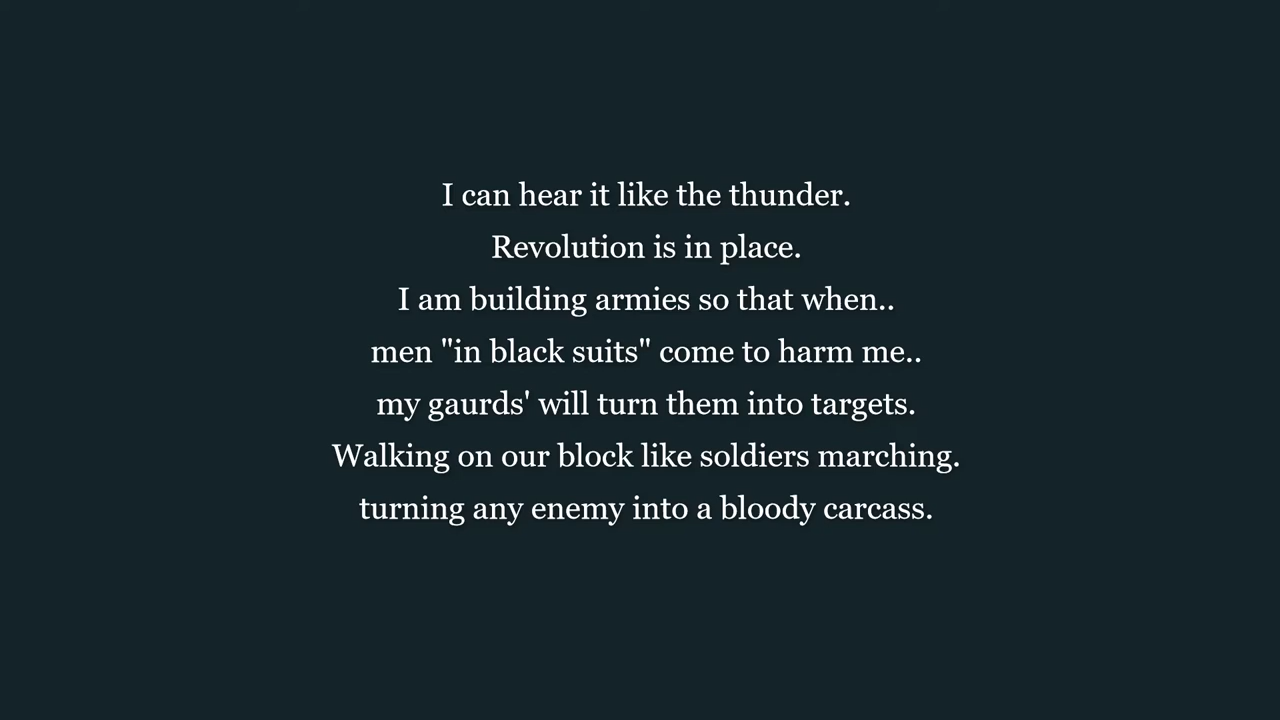 I can hear it like the thunder.
Revolution is in place.
I am building armies so that when..
men "in black suits" come to harm me..
my gaurds' will turn them into targets.
Walking on our block like soldiers marching.
turning any enemy into a bloody carcass.